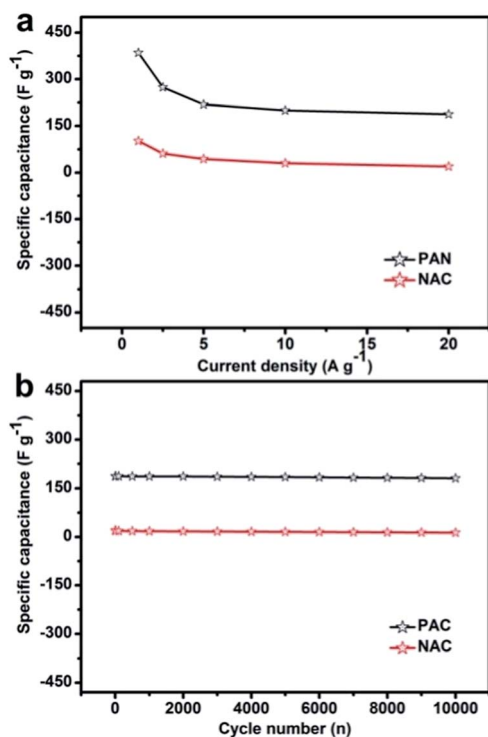 a
Specific capacitance (F g⁻¹)
450
300
150
0
-150
-300
-450
PAN
NAC
0 5 10 15 20
Current density (A g⁻¹)
b
Specific capacitance (F g⁻¹)
450
300
150
0
-150
-300
-450
PAC
NAC
0 2000 4000 6000 8000 10000
Cycle number (n)